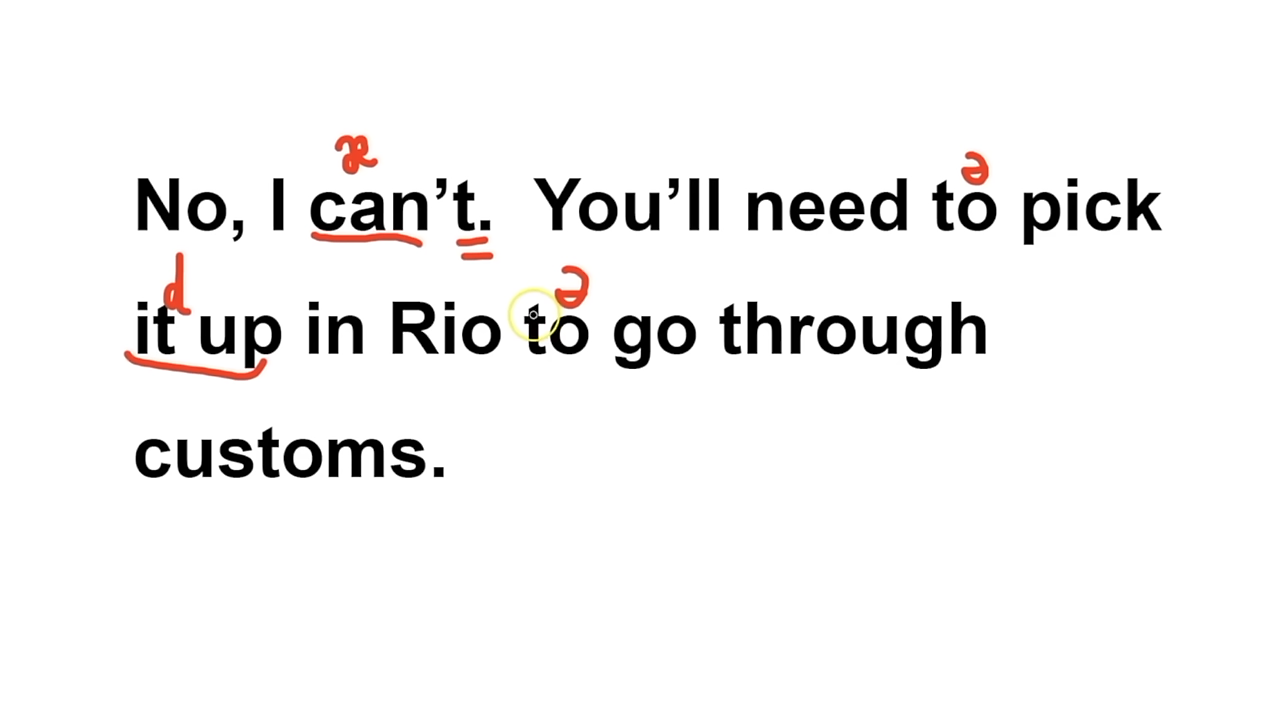 æ ə
No, I can’t. You’ll need to pick
d ə
it up in Rio to go through
customs.